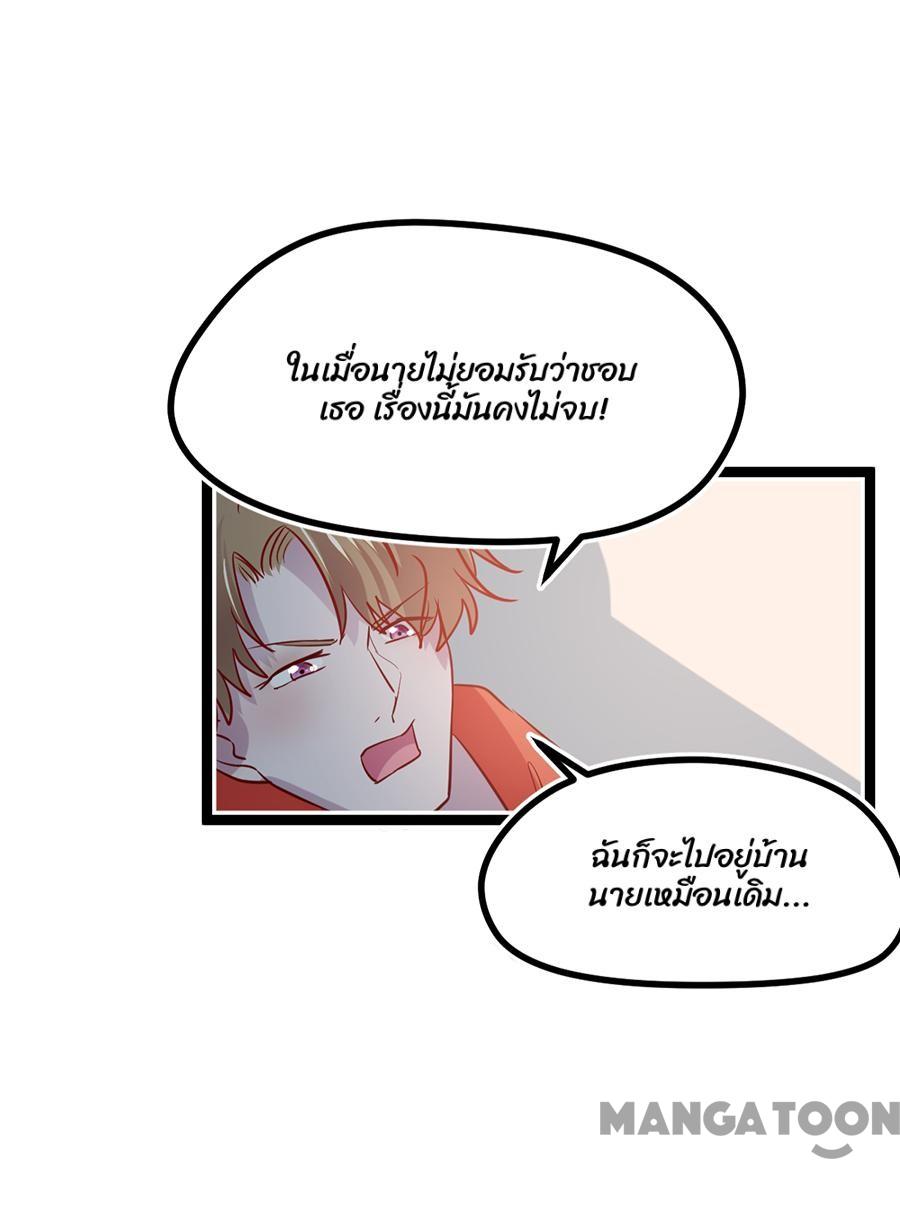 ในเมื่อนายไม่ยอมรับว่าชอบ
เธอ เรื่องนี้มันคงไม่จบ!
ฉันก็จะไปอยู่บ้าน
นายเหมือนเดิม...
MANGATOON